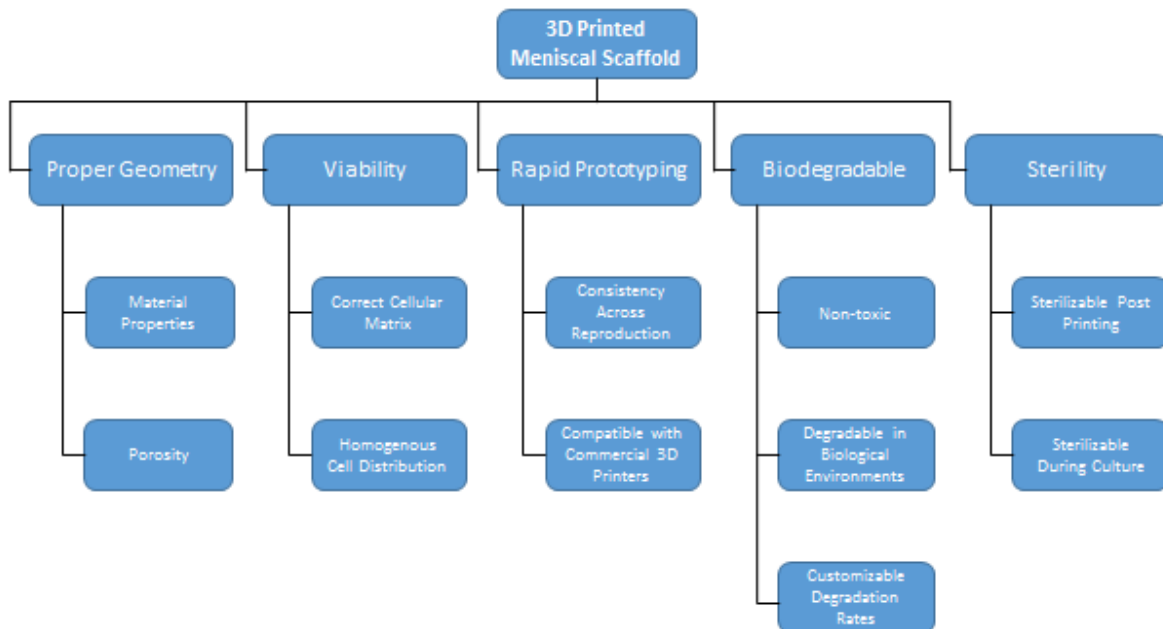 3D Printed
Meniscal Scaffold
Proper Geometry
Viability
Rapid Prototyping
Biodegradable
Sterility
Material
Properties
Correct Cellular
Matrix
Consistency
Across
Reproduction
Non-toxic
Sterilizable Post
Printing
Porosity
Homogenous
Cell Distribution
Compatible with
Commercial 3D
Printers
Degradable in
Biological
Environments
Sterilizable
During Culture
Customizable
Degradation
Rates